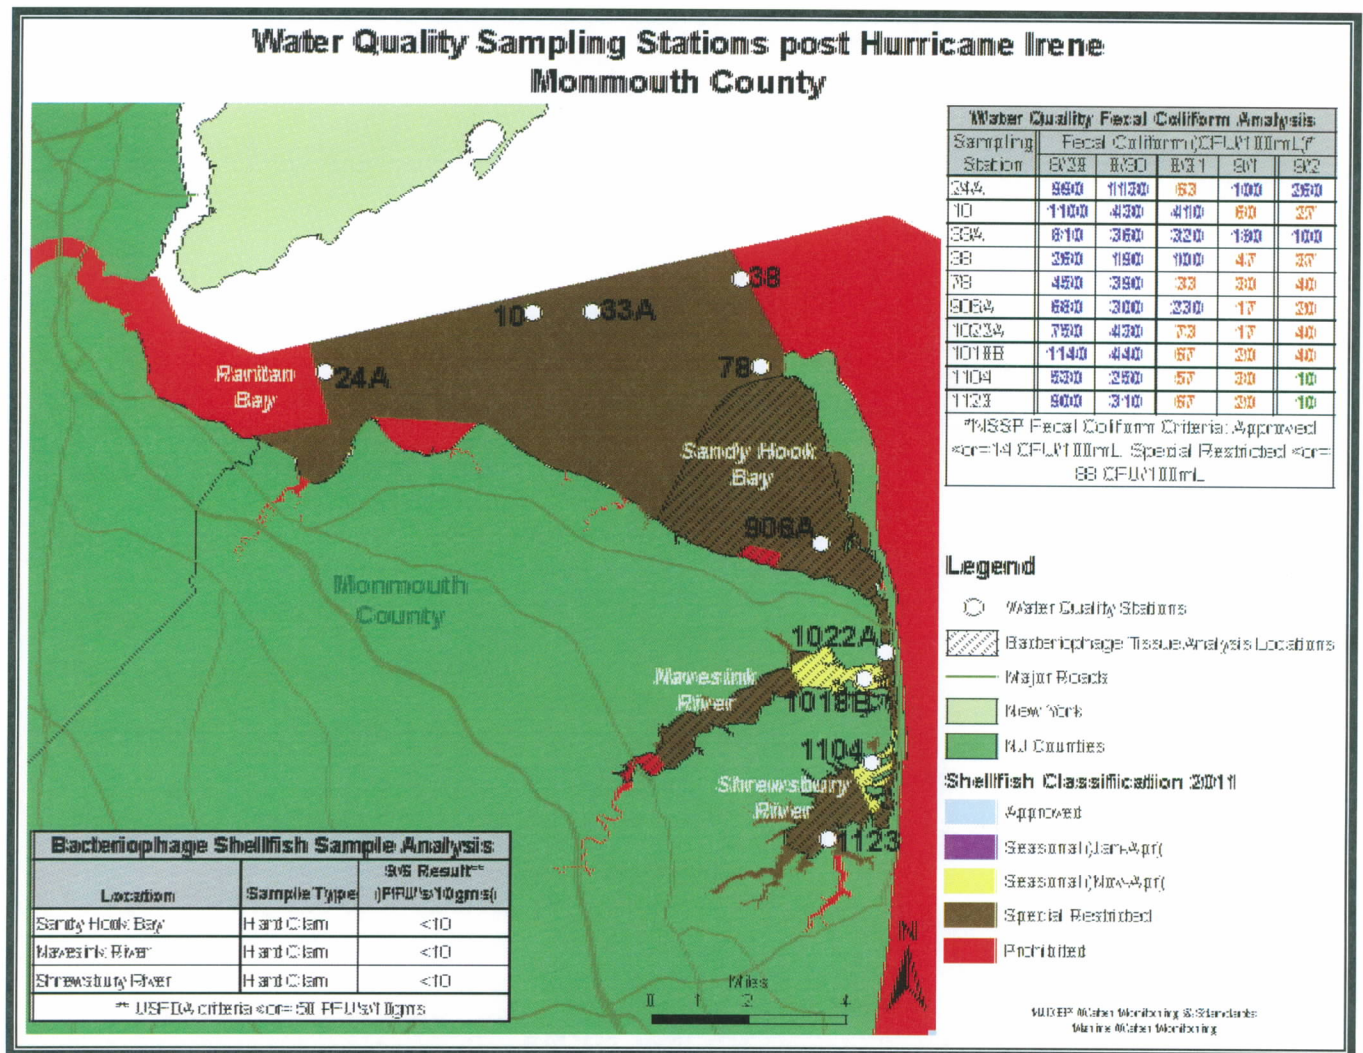 Water Quality Sampling Stations post Hurricane Irene
Monmouth County
Water Quality Fecal Coliform Analysis
Sampling Station Fecal Coliform (CFU/100mL)*
8/29 8/30 8/31 9/1 9/2
24A 990 1130 63 100 260
10 1100 430 410 60 27
33A 810 360 320 180 100
38 260 190 100 47 37
78 450 390 33 30 40
906A 680 300 230 17 20
1022A 750 430 73 17 40
1018B 1140 440 67 20 40
1104 530 250 57 30 10
1123 900 310 67 20 10
*NSSP Fecal Coliform Criteria: Approved
<or=14 CFU/100mL Special Restricted <or=
88 CFU/100mL
38
10
33A
78
24A
Raritan
Bay
Sandy Hook
Bay
906A
Monmouth
County
1022A
Navesink
River
1018B
1104
Shrewsbury
River
1123
Legend
Water Quality Stations
Bacteriophage Tissue Analysis Locations
Major Roads
New York
NJ Counties
Shellfish Classification 2011
Approved
Seasonal (Jan-Apr)
Seasonal (Nov-Apr)
Special Restricted
Prohibited
Bacteriophage Shellfish Sample Analysis
Location Sample Type 9/6 Result** (PFU's/10gms)
Sandy Hook Bay Hard Clam <10
Navesink River Hard Clam <10
Shrewsbury River Hard Clam <10
** USFDA criteria <or= 50 PFU's/10gms
N
Miles
0 1 2 4
NJDEP Water Monitoring & Standards
Marine Water Monitoring